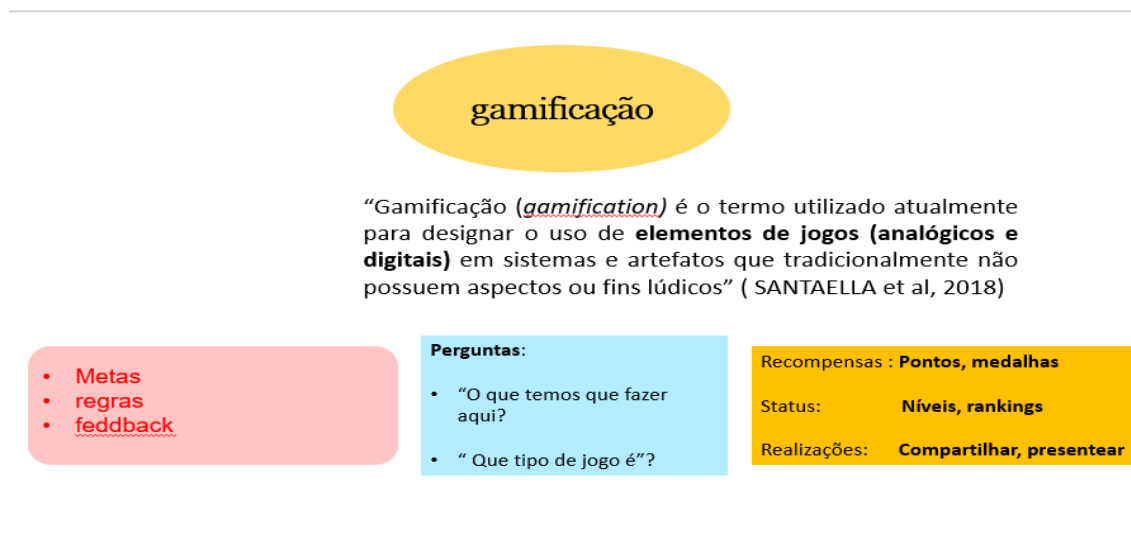 gamificação
“Gamificação (gamification) é o termo utilizado atualmente
para designar o uso de elementos de jogos (analógicos e
digitais) em sistemas e artefatos que tradicionalmente não
possuem aspectos ou fins lúdicos” ( SANTAELLA et al, 2018)
• Metas
• regras
• feddback
Perguntas:
• “O que temos que fazer
aqui?
• “ Que tipo de jogo é”?
Recompensas : Pontos, medalhas
Status: Níveis, rankings
Realizações: Compartilhar, presentear